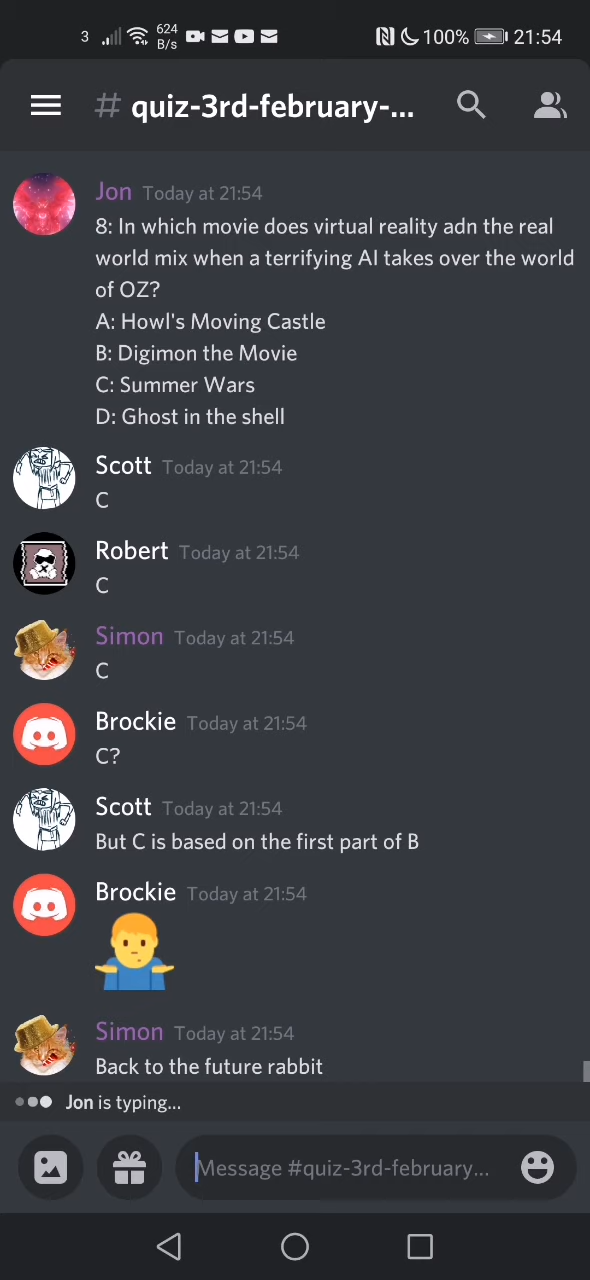 3 624 B/s 100% 21:54
# quiz-3rd-february-...
Jon Today at 21:54
8: In which movie does virtual reality adn the real
world mix when a terrifying AI takes over the world
of OZ?
A: Howl's Moving Castle
B: Digimon the Movie
C: Summer Wars
D: Ghost in the shell
Scott Today at 21:54
C
Robert Today at 21:54
C
Simon Today at 21:54
C
Brockie Today at 21:54
C?
Scott Today at 21:54
But C is based on the first part of B
Brockie Today at 21:54
Simon Today at 21:54
Back to the future rabbit
Jon is typing...
Message #quiz-3rd-february...